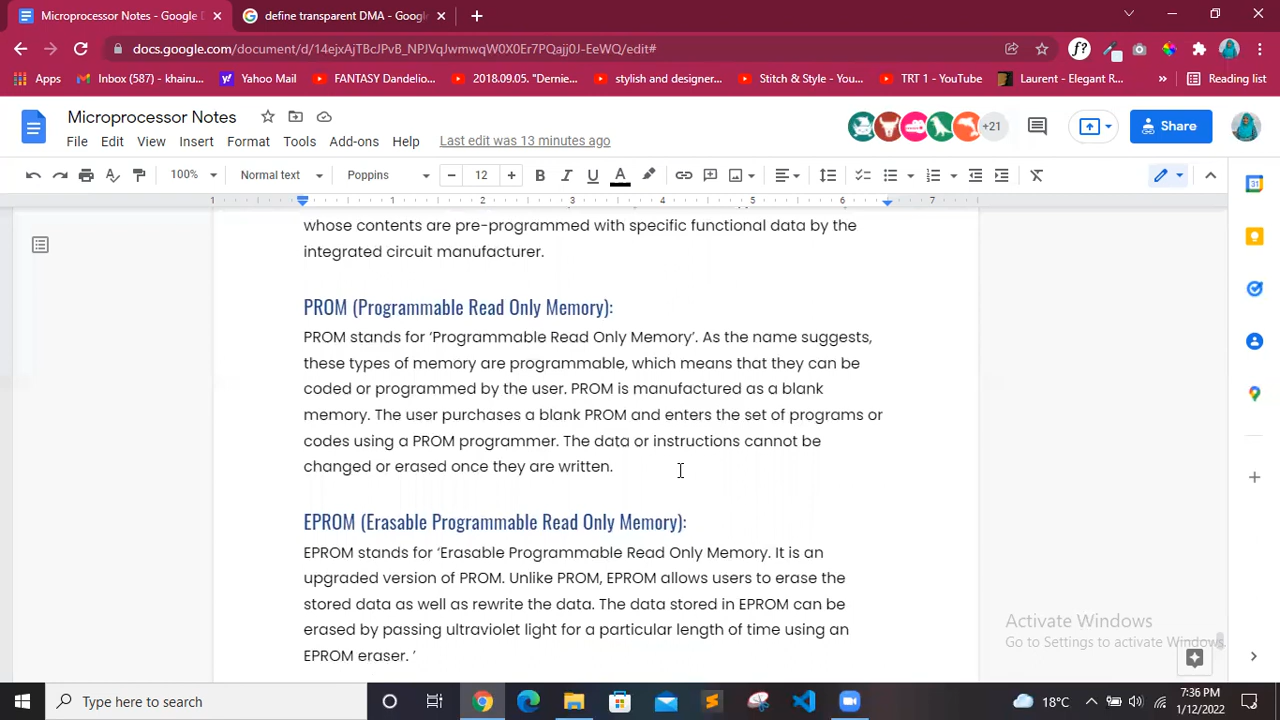 Microprocessor Notes - Google D
define transparent DMA - Google
docs.google.com/document/d/14ejxAjTBcJPvB_NPJVqJwmwqW0X0Er7PQajj0J-EeWQ/edit#
Apps
Inbox (587) - khairu...
Yahoo Mail
FANTASY Dandelio...
2018.09.05. "Dernie...
stylish and designer...
Stitch & Style - You...
TRT 1 - YouTube
Laurent - Elegant R...
Reading list
Microprocessor Notes
+21
Share
File Edit View Insert Format Tools Add-ons Help Last edit was 13 minutes ago
100% Normal text Poppins 12
1 1 2 3 4 5 6 7
whose contents are pre-programmed with specific functional data by the
integrated circuit manufacturer.
PROM (Programmable Read Only Memory):
PROM stands for ‘Programmable Read Only Memory’. As the name suggests,
these types of memory are programmable, which means that they can be
coded or programmed by the user. PROM is manufactured as a blank
memory. The user purchases a blank PROM and enters the set of programs or
codes using a PROM programmer. The data or instructions cannot be
changed or erased once they are written.
EPROM (Erasable Programmable Read Only Memory):
EPROM stands for ‘Erasable Programmable Read Only Memory. It is an
upgraded version of PROM. Unlike PROM, EPROM allows users to erase the
stored data as well as rewrite the data. The data stored in EPROM can be
erased by passing ultraviolet light for a particular length of time using an
EPROM eraser. ’
Activate Windows
Go to Settings to activate Windows.
Type here to search
18°C
7:36 PM
1/12/2022